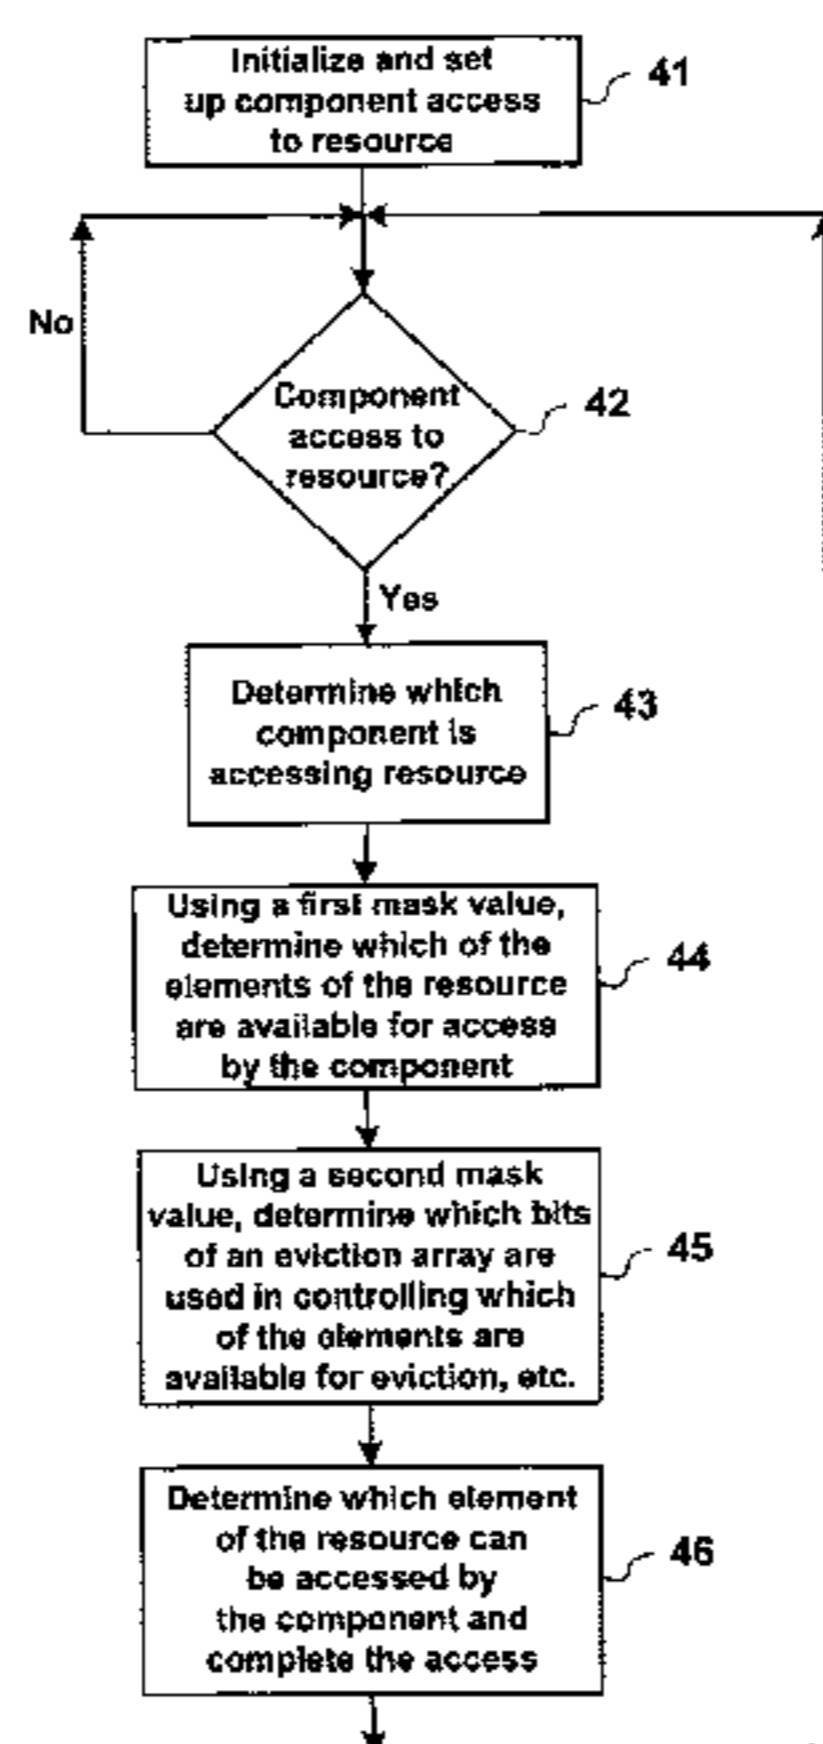 Initialize and set
up component access
to resource
41
No
Component
access to
resource?
42
Yes
Determine which
component is
accessing resource
43
Using a first mask value,
determine which of the
elements of the resource
are available for access
by the component
44
Using a second mask
value, determine which bits
of an eviction array are
used in controlling which
of the elements are
available for eviction, etc.
45
Determine which element
of the resource can
be accessed by
the component and
complete the access
46